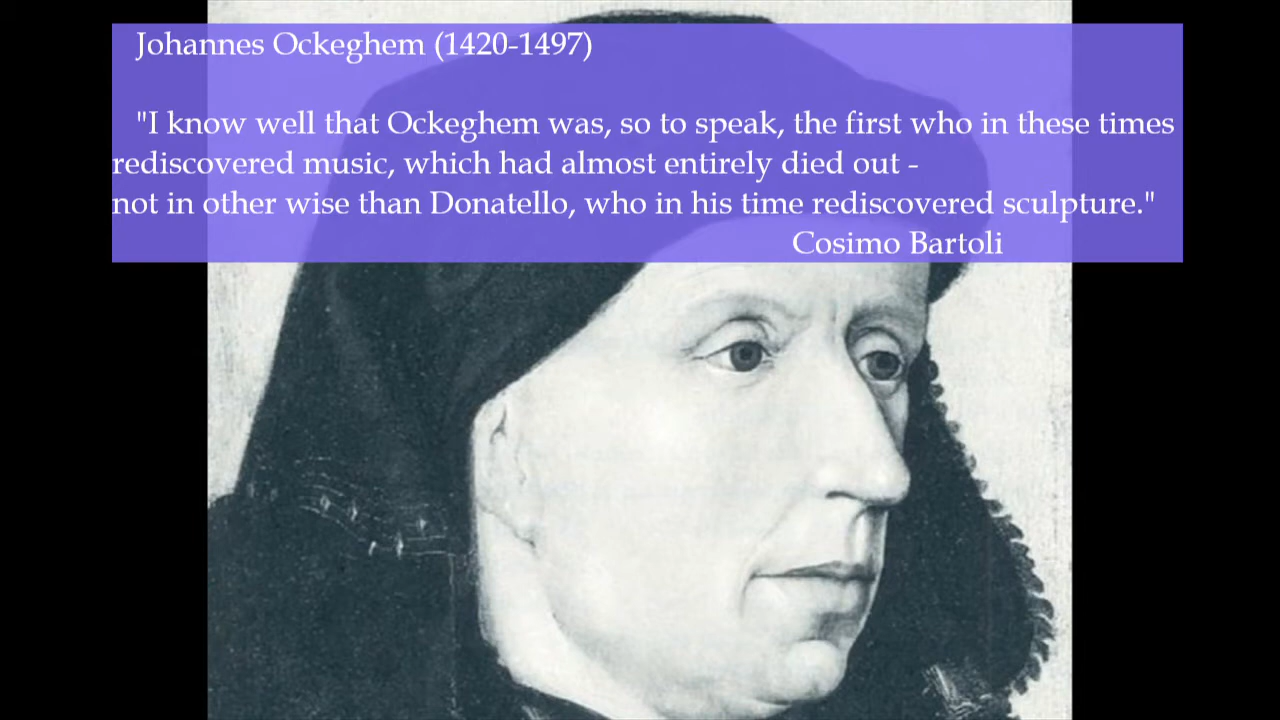 Johannes Ockeghem (1420-1497)
"I know well that Ockeghem was, so to speak, the first who in these times
rediscovered music, which had almost entirely died out -
not in other wise than Donatello, who in his time rediscovered sculpture."
Cosimo Bartoli